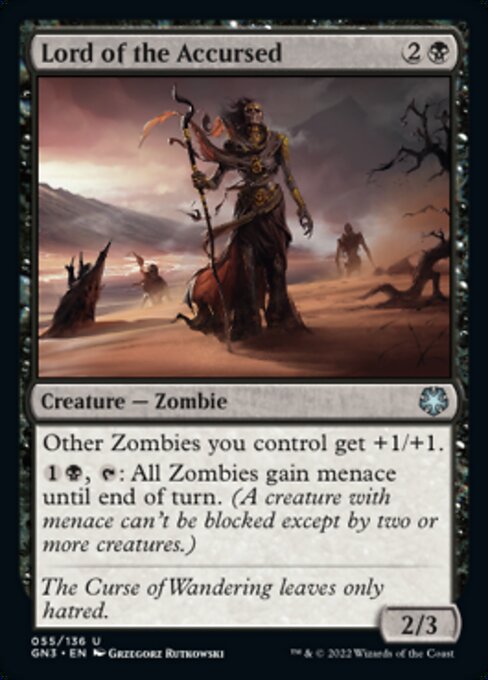 Lord of the Accursed 2
Creature — Zombie
Other Zombies you control get +1/+1.
1 , : All Zombies gain menace
until end of turn. (A creature with
menace can't be blocked except by two or
more creatures.)
The Curse of Wandering leaves only
hatred.
2/3
055/136 U
GN3 • EN Grzegorz Rutkowski ™ & © 2022 Wizards of the Coast